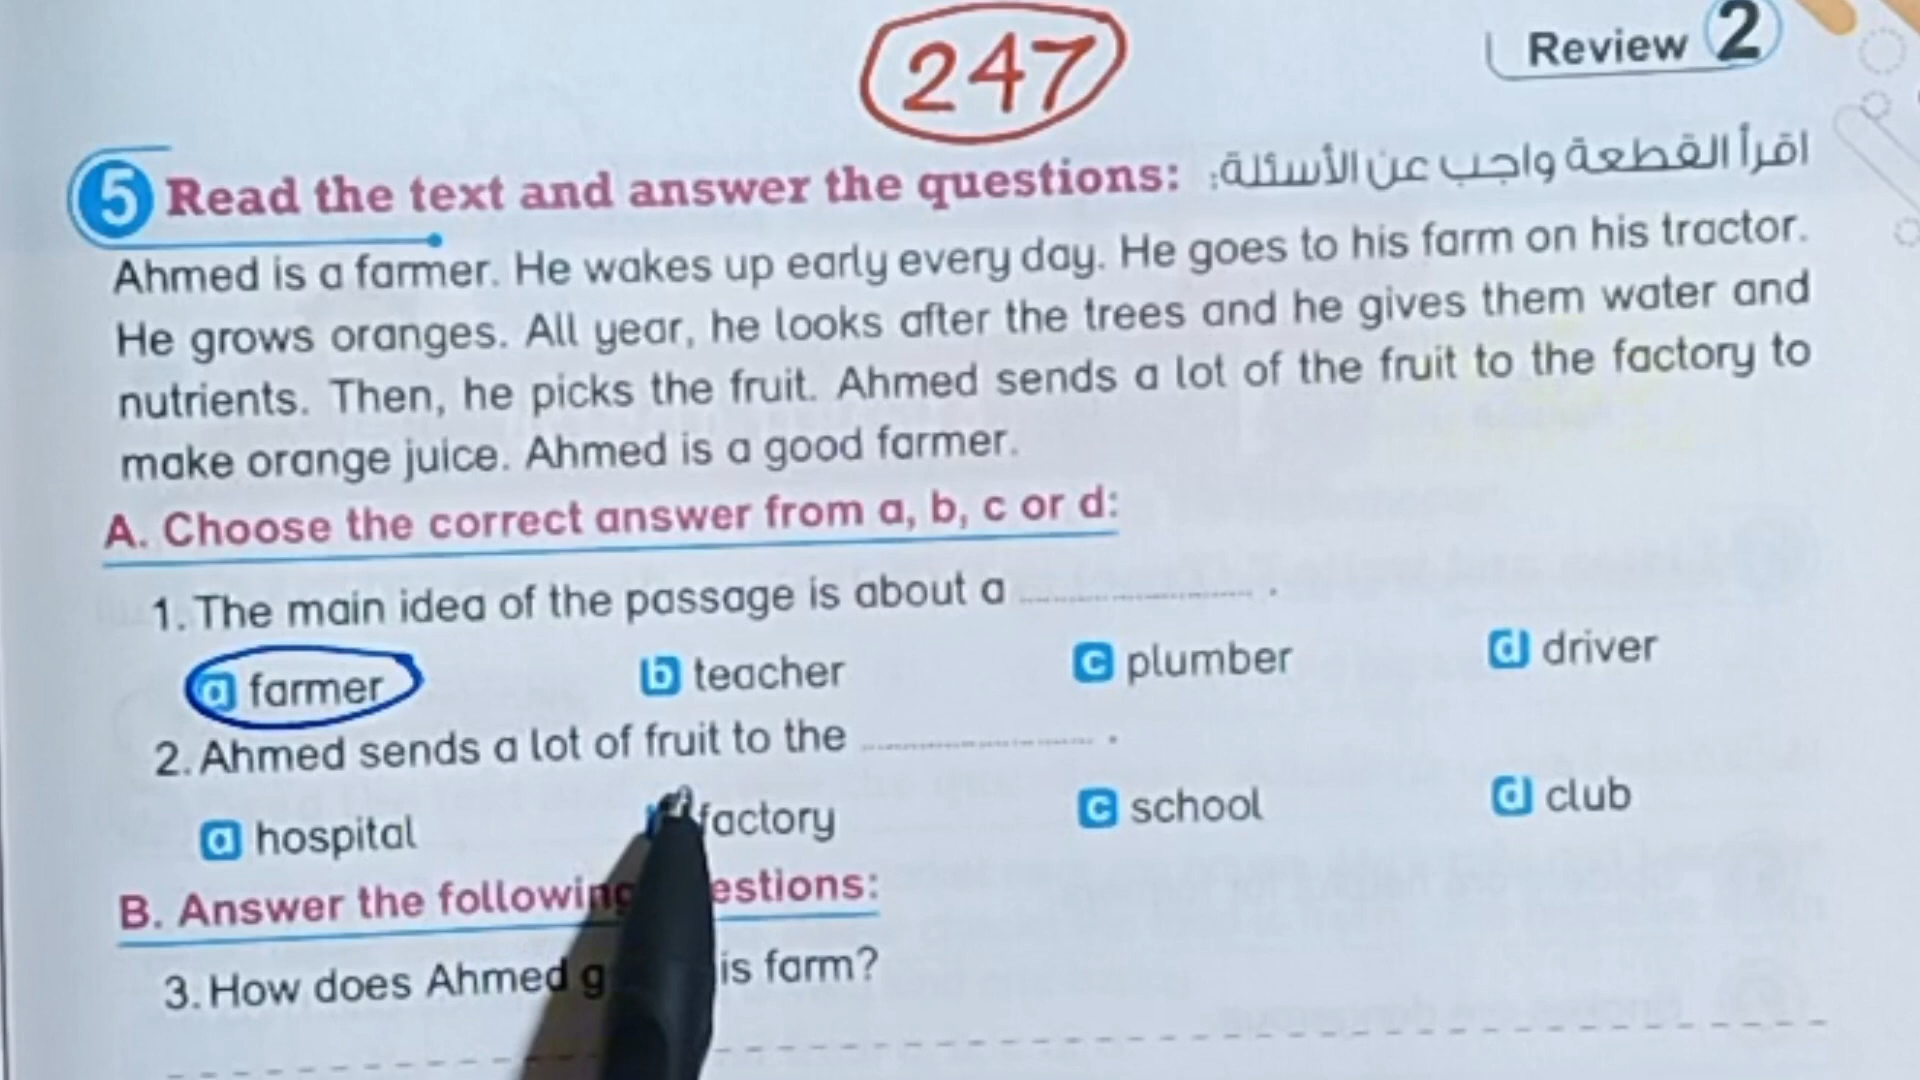 247
Review 2
5 Read the text and answer the questions: اقرأ القطعة واجب عن الأسئلة:
Ahmed is a farmer. He wakes up early every day. He goes to his farm on his tractor.
He grows oranges. All year, he looks after the trees and he gives them water and
nutrients. Then, he picks the fruit. Ahmed sends a lot of the fruit to the factory to
make orange juice. Ahmed is a good farmer.
A. Choose the correct answer from a, b, c or d:
1. The main idea of the passage is about a .................... .
a farmer b teacher c plumber d driver
2. Ahmed sends a lot of fruit to the .................... .
a hospital factory c school d club
B. Answer the following estions:
3. How does Ahmed g is farm?